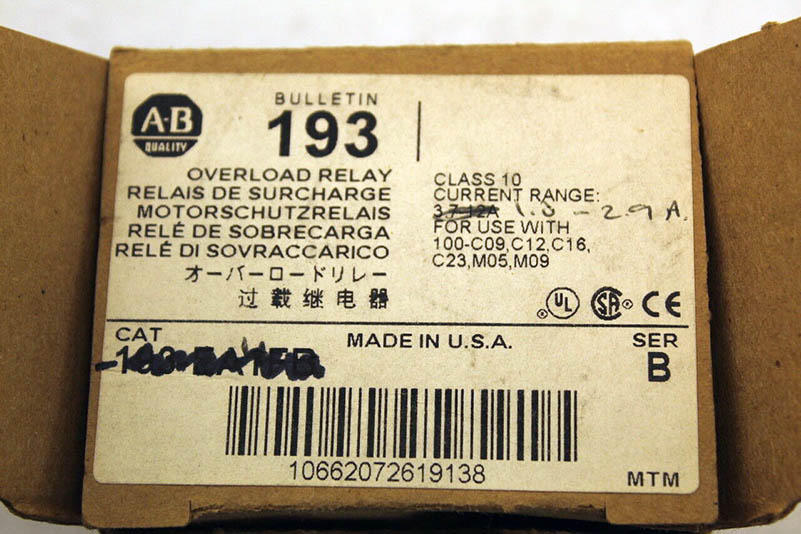 A-B
QUALITY
BULLETIN
193
OVERLOAD RELAY
RELAIS DE SURCHARGE
MOTORSCHUTZRELAIS
RELÉ DE SOBRECARGA
RELÉ DI SOVRACCARICO
オーバーロードリレー
过载继电器
CLASS 10
CURRENT RANGE:
3.7-12A 1.0 - 2.9 A.
FOR USE WITH
100-C09,C12,C16,
C23,M05,M09
UL SA CE
CAT
MADE IN U.S.A.
SER
B
10662072619138
MTM